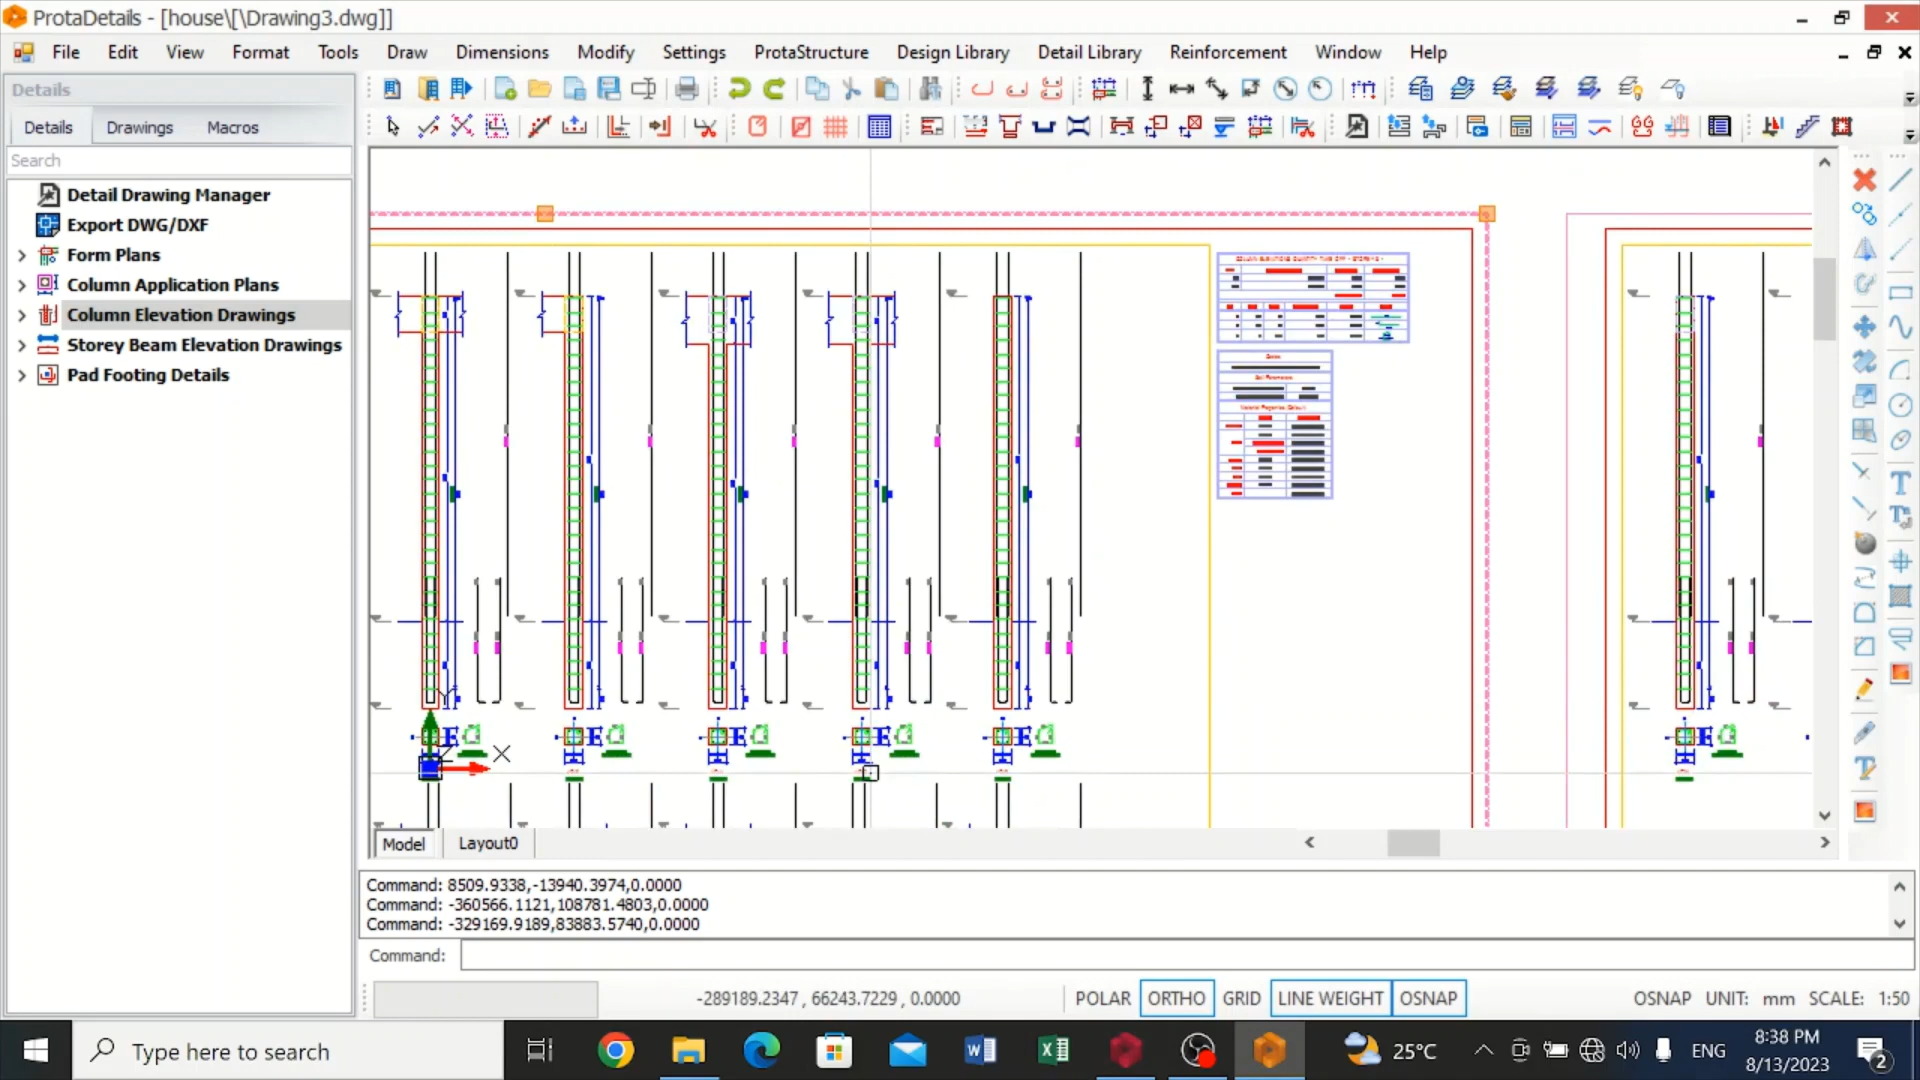 ProtaDetails - [house\[\Drawing3.dwg]]
File Edit View Format Tools Draw Dimensions Modify Settings ProtaStructure Design Library Detail Library Reinforcement Window Help
Details
Details Drawings Macros
Search
Detail Drawing Manager
Export DWG/DXF
Form Plans
Column Application Plans
Column Elevation Drawings
Storey Beam Elevation Drawings
Pad Footing Details
Y
X
Z
Model Layout0
Command: 8509.9338,-13940.3974,0.0000
Command: -360566.1121,108781.4803,0.0000
Command: -329169.9189,83883.5740,0.0000
Command:
-289189.2347 , 66243.7229 , 0.0000 POLAR ORTHO GRID LINE WEIGHT OSNAP OSNAP UNIT: mm SCALE: 1:50
Type here to search
25°C
ENG
8:38 PM
8/13/2023
2